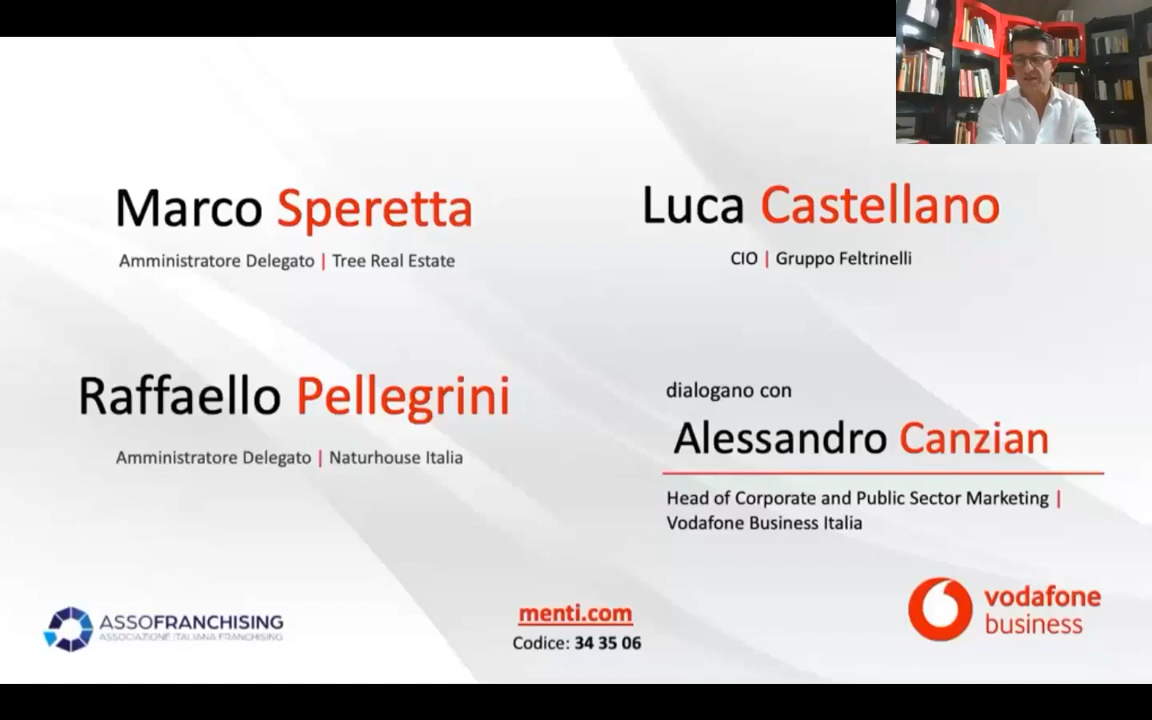 Marco Speretta
Amministratore Delegato | Tree Real Estate
Luca Castellano
CIO | Gruppo Feltrinelli
Raffaello Pellegrini
Amministratore Delegato | Naturhouse Italia
dialogano con
Alessandro Canzian
Head of Corporate and Public Sector Marketing |
Vodafone Business Italia
ASSOFRANCHISING
ASSOCIAZIONE ITALIANA FRANCHISING
menti.com
Codice: 34 35 06
vodafone
business